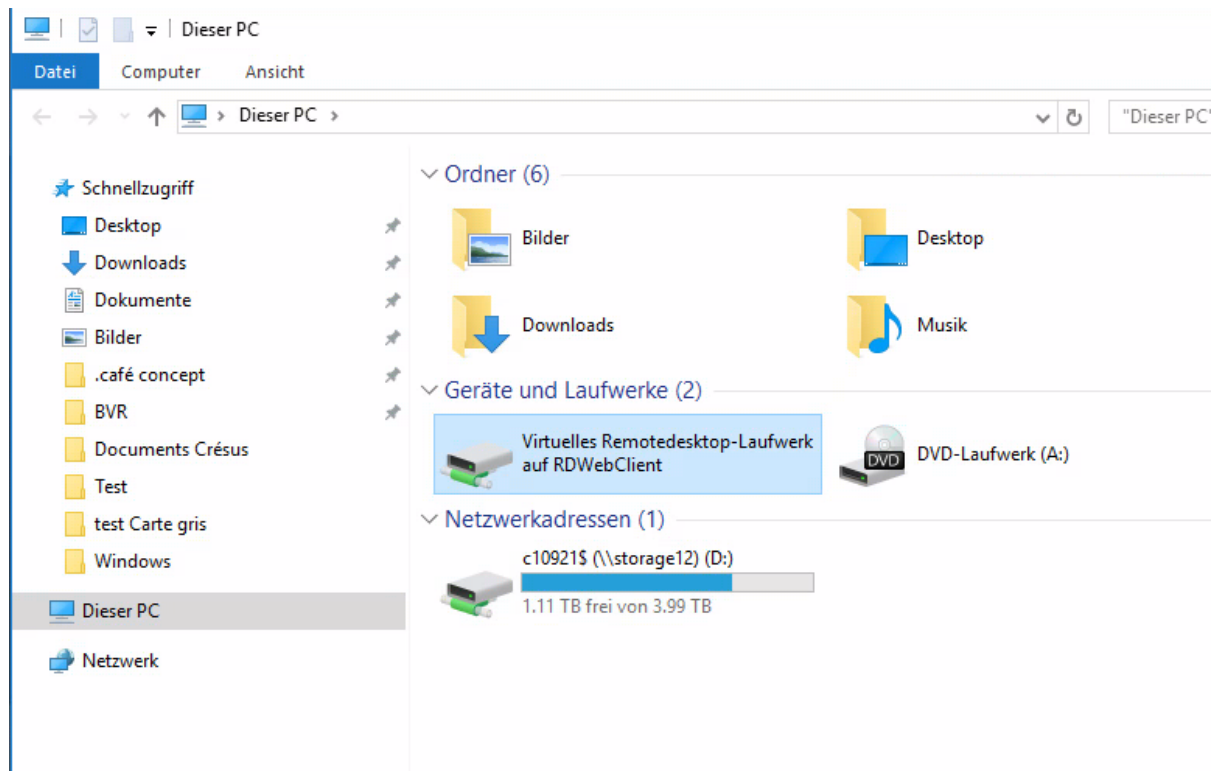 Dieser PC
Datei Computer Ansicht
Dieser PC
"Dieser PC"
Schnellzugriff
Desktop
Downloads
Dokumente
Bilder
.café concept
BVR
Documents Crésus
Test
test Carte gris
Windows
Dieser PC
Netzwerk
Ordner (6)
Bilder
Desktop
Downloads
Musik
Geräte und Laufwerke (2)
Virtuelles Remotedesktop-Laufwerk
auf RDWebClient
DVD
DVD-Laufwerk (A:)
Netzwerkadressen (1)
c10921$ (\\storage12) (D:)
1.11 TB frei von 3.99 TB